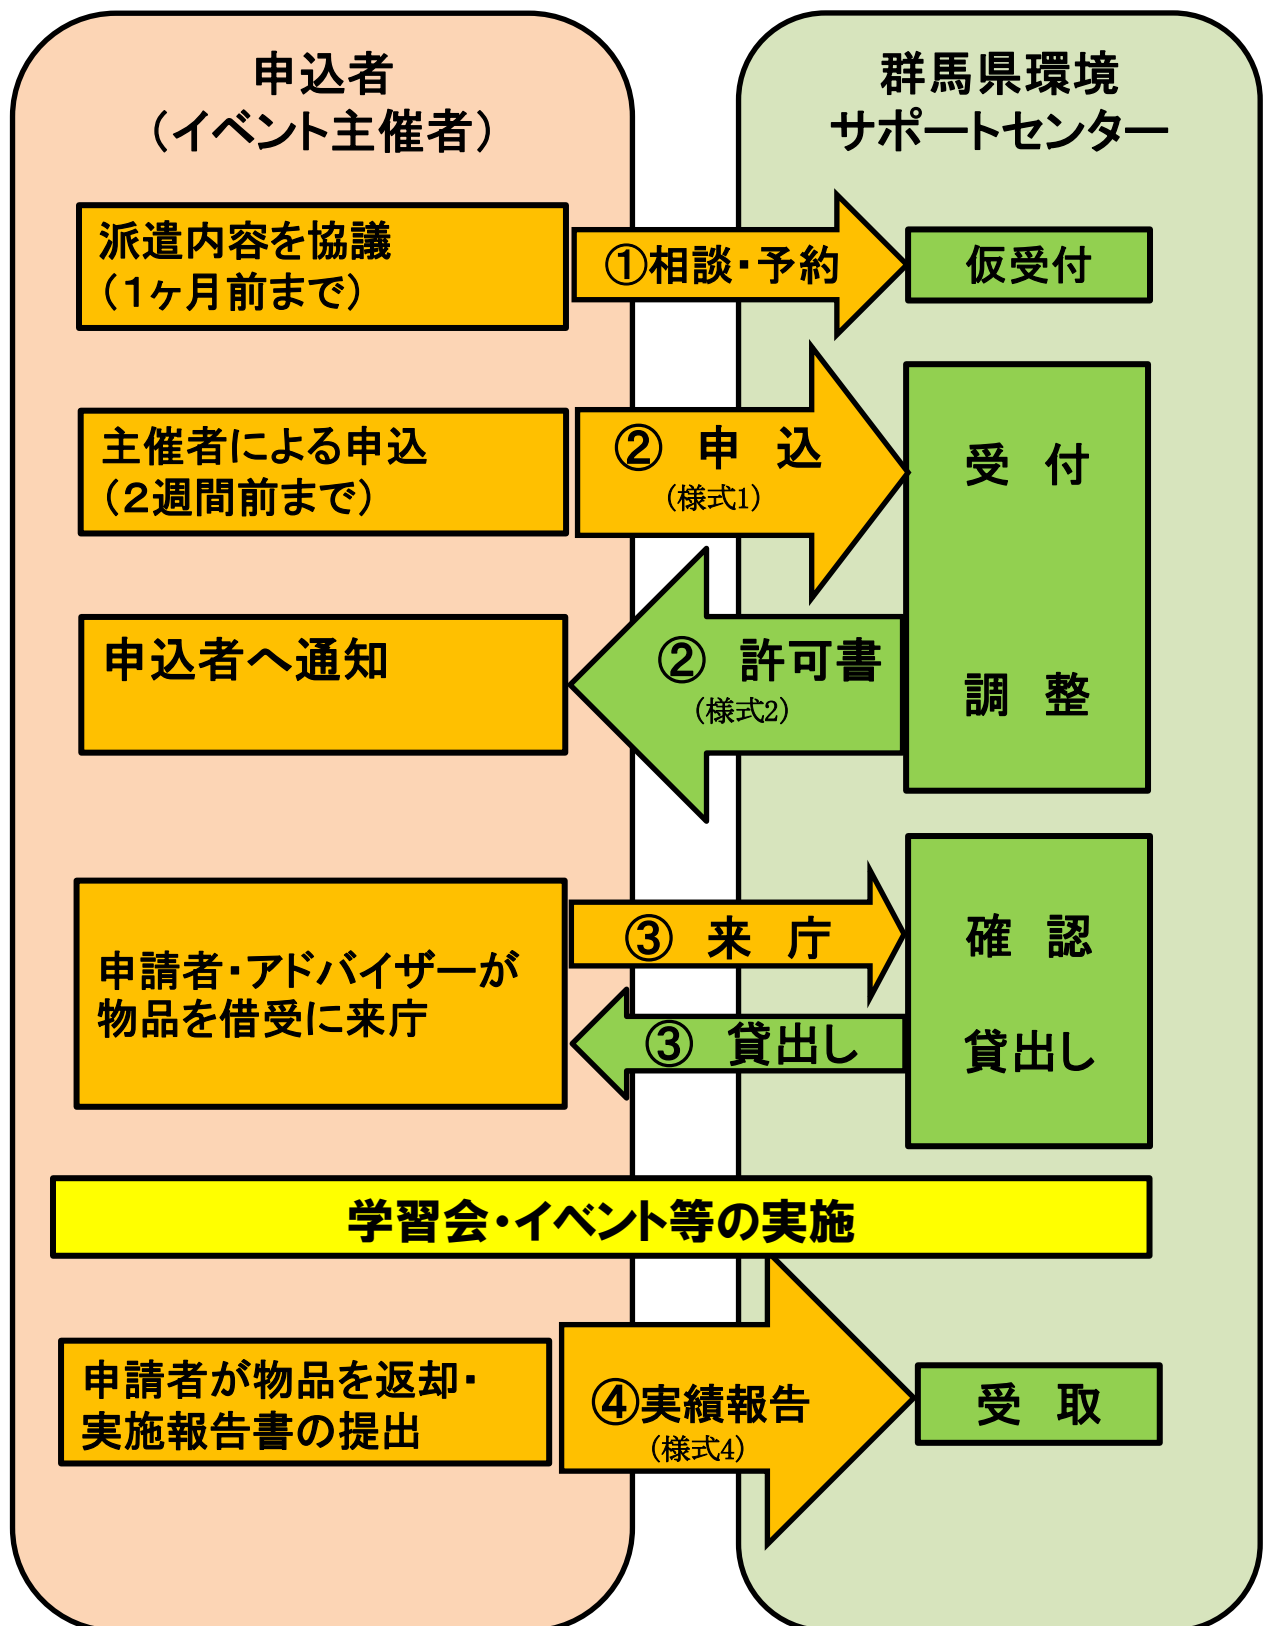 申込者
（イベント主催者）
群馬県環境
サポートセンター
派遣内容を協議
（１ヶ月前まで）
①相談・予約
仮受付
主催者による申込
（２週間前まで）
②　申　込
（様式1）
受　付
申込者へ通知
②　許可書
（様式2）
調　整
申請者・アドバイザーが
物品を借受に来庁
③　来　庁
確　認
③　貸出し
貸出し
学習会・イベント等の実施
申請者が物品を返却・
実施報告書の提出
④実績報告
（様式4）
受　取